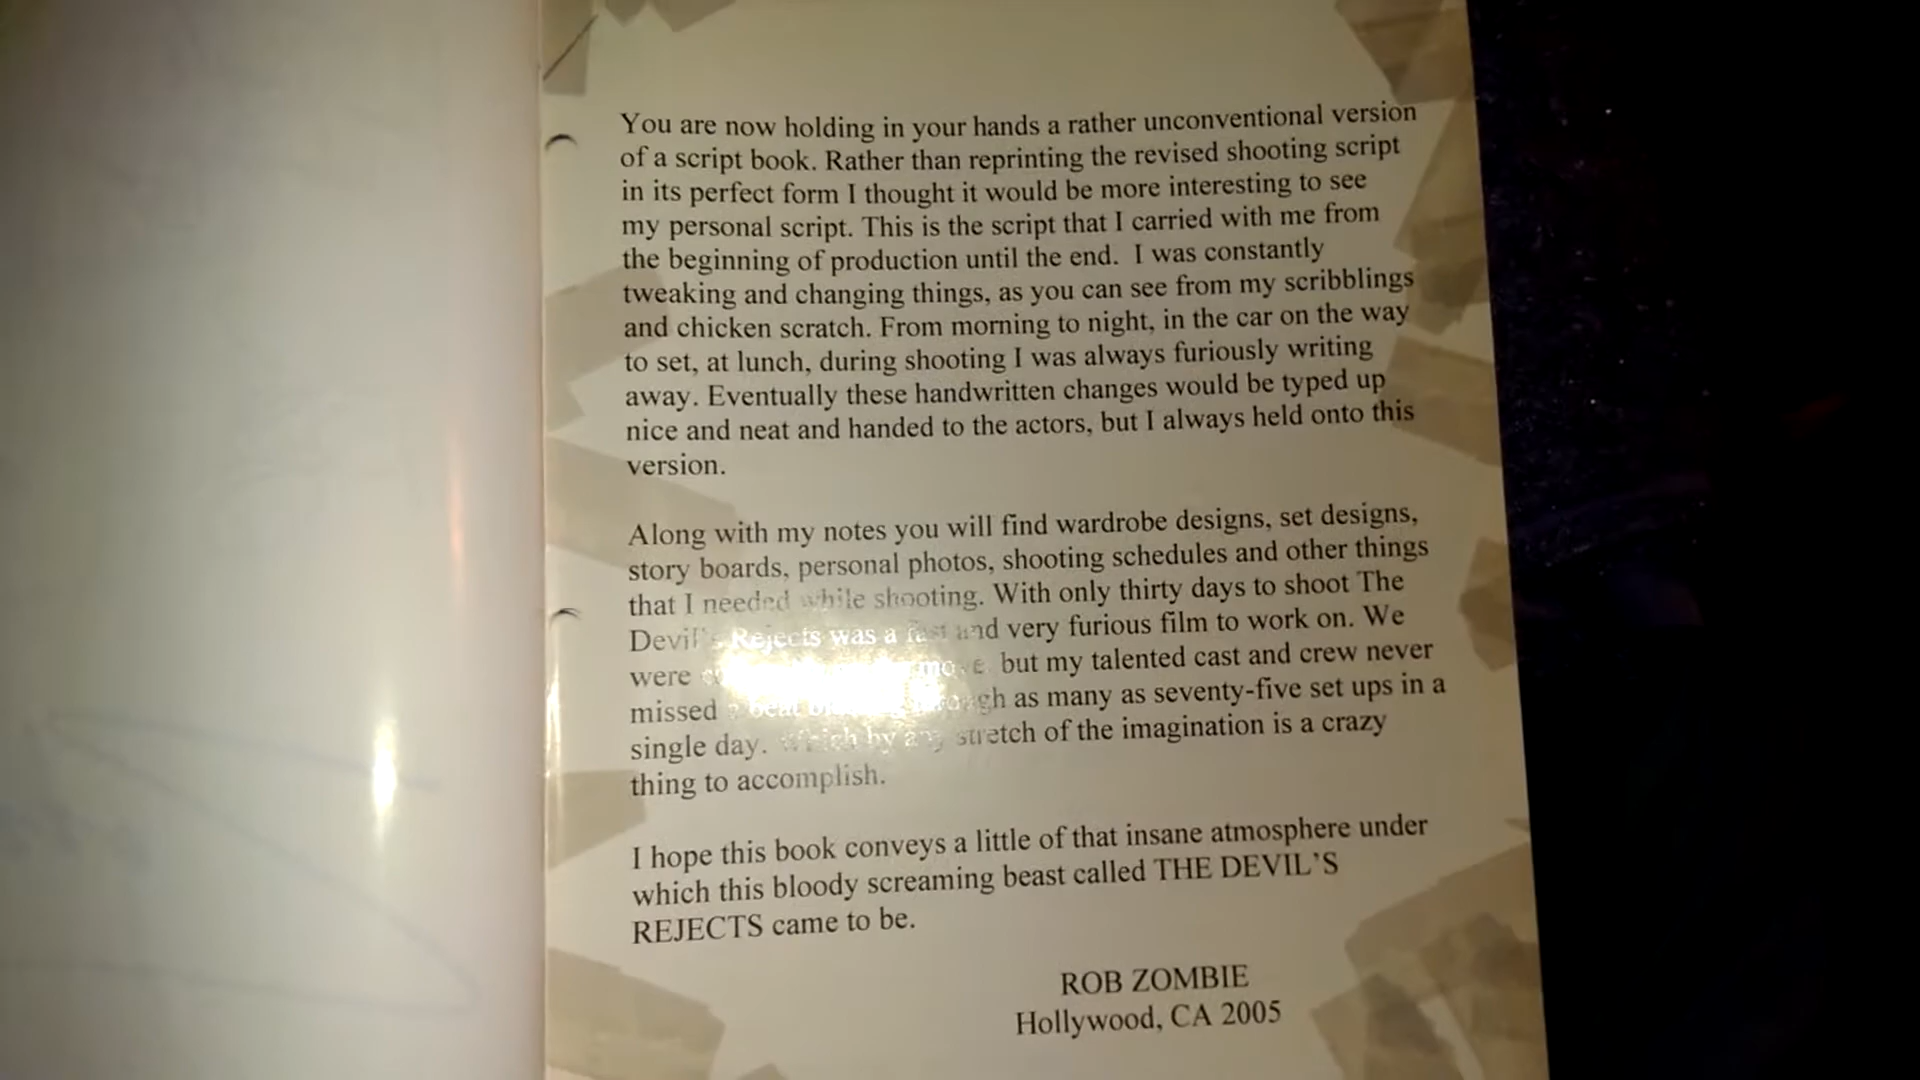 You are now holding in your hands a rather unconventional version
of a script book. Rather than reprinting the revised shooting script
in its perfect form I thought it would be more interesting to see
my personal script. This is the script that I carried with me from
the beginning of production until the end. I was constantly
tweaking and changing things, as you can see from my scribblings
and chicken scratch. From morning to night, in the car on the way
to set, at lunch, during shooting I was always furiously writing
away. Eventually these handwritten changes would be typed up
nice and neat and handed to the actors, but I always held onto this
version.
Along with my notes you will find wardrobe designs, set designs,
story boards, personal photos, shooting schedules and other things
that I needed while shooting. With only thirty days to shoot The
Devil's Rejects was a fast and very furious film to work on. We
were move, but my talented cast and crew never
missed a beat through as many as seventy-five set ups in a
single day. Which by any stretch of the imagination is a crazy
thing to accomplish.
I hope this book conveys a little of that insane atmosphere under
which this bloody screaming beast called THE DEVIL'S
REJECTS came to be.
ROB ZOMBIE
Hollywood, CA 2005